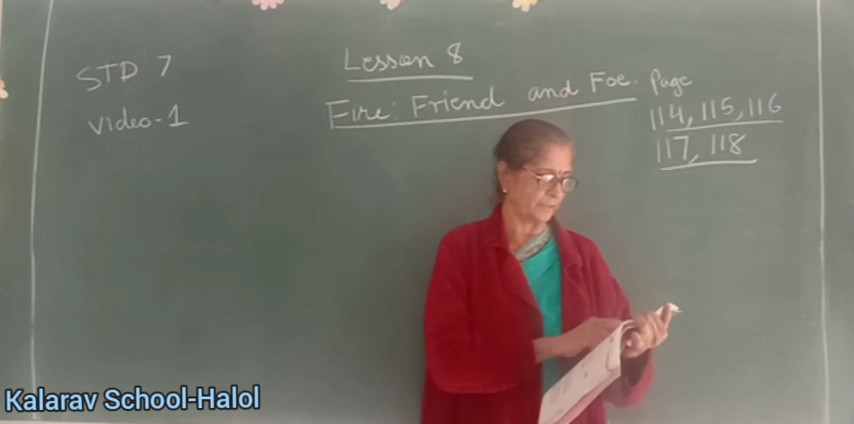 STD 7
Video-1
Lesson 8
Fire: Friend and Foe.
Page
114, 115, 116
117, 118
Kalarav School-Halol